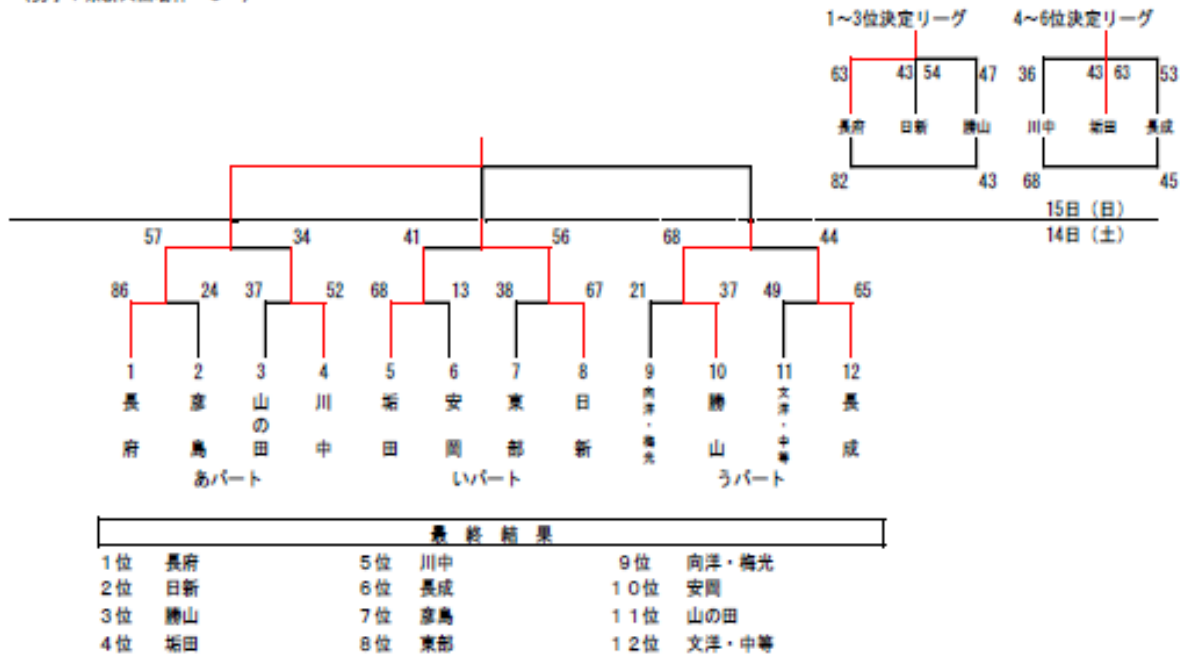 1～3位決定リーグ 4～6位決定リーグ
63 43 54 47 36 43 63 53
長府 日新 勝山 川中 垢田 長成
82 43 68 45
15日（日）
14日（土）
57 34 41 56 68 44
86 24 37 52 68 13 38 67 21 37 49 65
1 2 3 4 5 6 7 8 9 10 11 12
長府 彦島 山の田 川中 垢田 安岡 東部 日新 向洋・梅光 勝山 文洋・中等 長成
あパート いパート うパート
最終結果
1位 長府 5位 川中 9位 向洋・梅光
2位 日新 6位 長成 10位 安岡
3位 勝山 7位 彦島 11位 山の田
4位 垢田 8位 東部 12位 文洋・中等